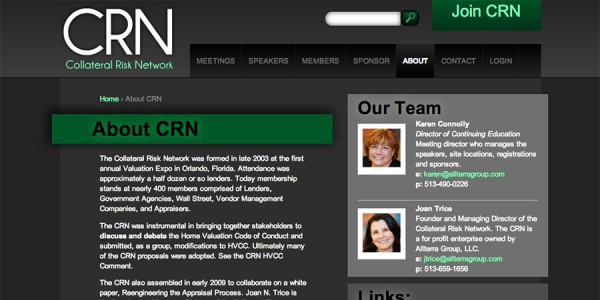 CRN
Collateral Risk Network
Join CRN
MEETINGS SPEAKERS MEMBERS SPONSOR ABOUT CONTACT LOGIN
Home › About CRN
About CRN
The Collateral Risk Network was formed in late 2003 at the first
annual Valuation Expo in Orlando, Florida. Attendance was
approximately a half dozen or so lenders. Today membership
stands at nearly 400 members comprised of Lenders,
Government Agencies, Wall Street, Vendor Management
Companies, and Appraisers.
The CRN was instrumental in bringing together stakeholders to
discuss and debate the Home Valuation Code of Conduct and
submitted, as a group, modifications to HVCC. Ultimately many
of the CRN proposals were adopted. See the CRN HVCC
Comment.
The CRN also assembled in early 2009 to collaborate on a white
paper, Reengineering the Appraisal Process. Joan N. Trice is
Our Team
Karen Connolly
Director of Continuing Education
Meeting director who manages the
speakers, site locations, registrations
and sponsors.
e: karen@allterragroup.com
p: 513-490-0226
Joan Trice
Founder and Managing Director of the
Collateral Risk Network. The CRN is
a for profit enterprise owned by
Allterra Group, LLC.
e: jtrice@allterragroup.com
p: 513-659-1656
Links: